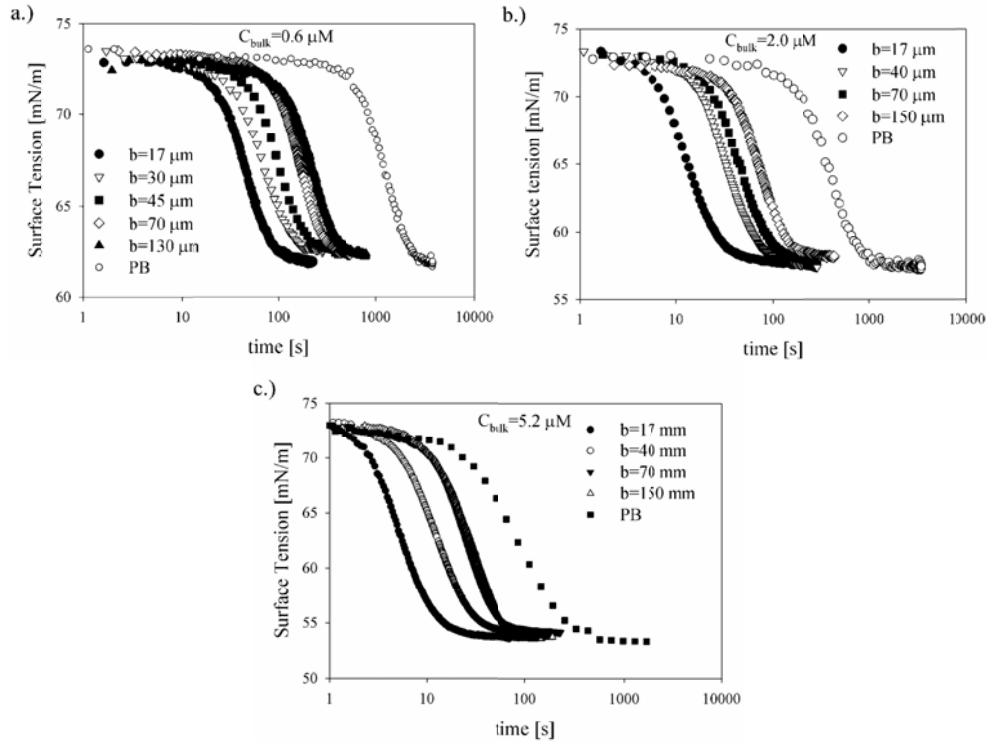 a.)
C_bulk=0.6 μM
Surface Tension [mN/m]
75
70
65
60
b=17 μm
b=30 μm
b=45 μm
b=70 μm
b=130 μm
PB
1 10 100 1000 10000
time [s]
b.)
C_bulk=2.0 μM
Surface tension [mN/m]
75
70
65
60
55
b=17 μm
b=40 μm
b=70 μm
b=150 μm
PB
1 10 100 1000 10000
time [s]
c.)
C_bulk=5.2 μM
Surface Tension [mN/m]
75
70
65
60
55
50
b=17 mm
b=40 mm
b=70 mm
b=150 mm
PB
1 10 100 1000 10000
time [s]